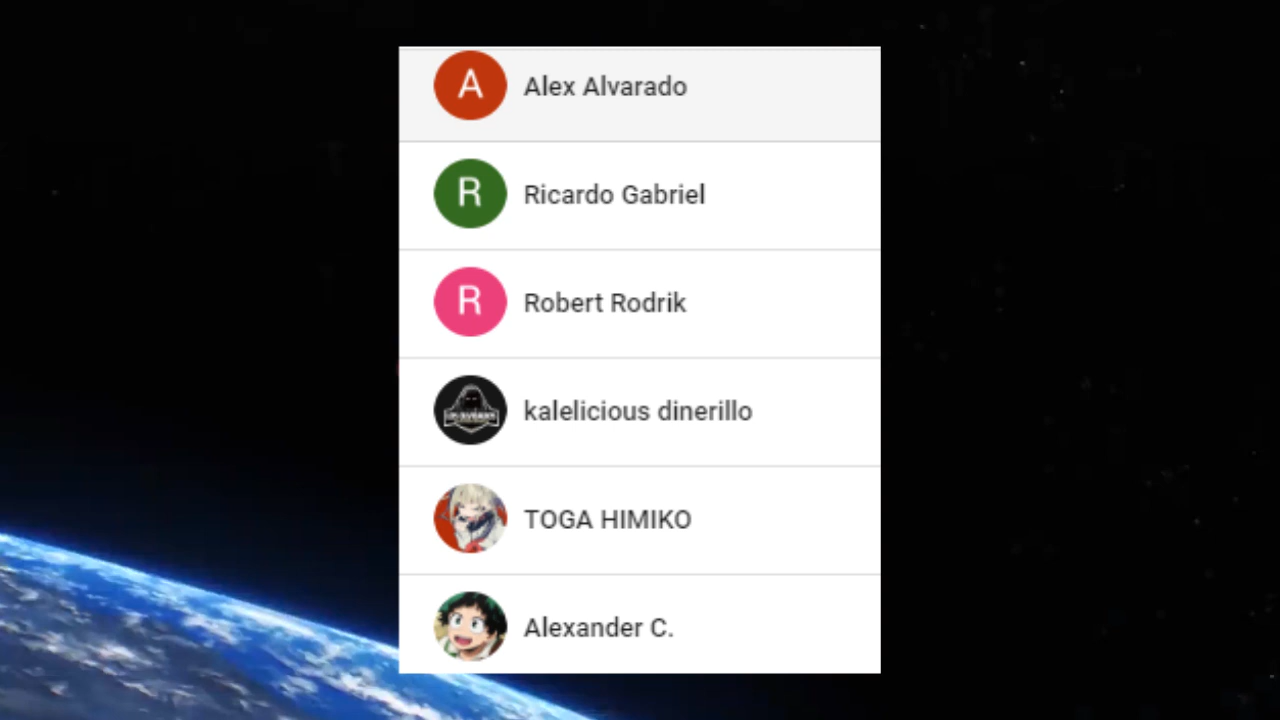 A Alex Alvarado
R Ricardo Gabriel
R Robert Rodrik
kalelicious dinerillo
TOGA HIMIKO
Alexander C.